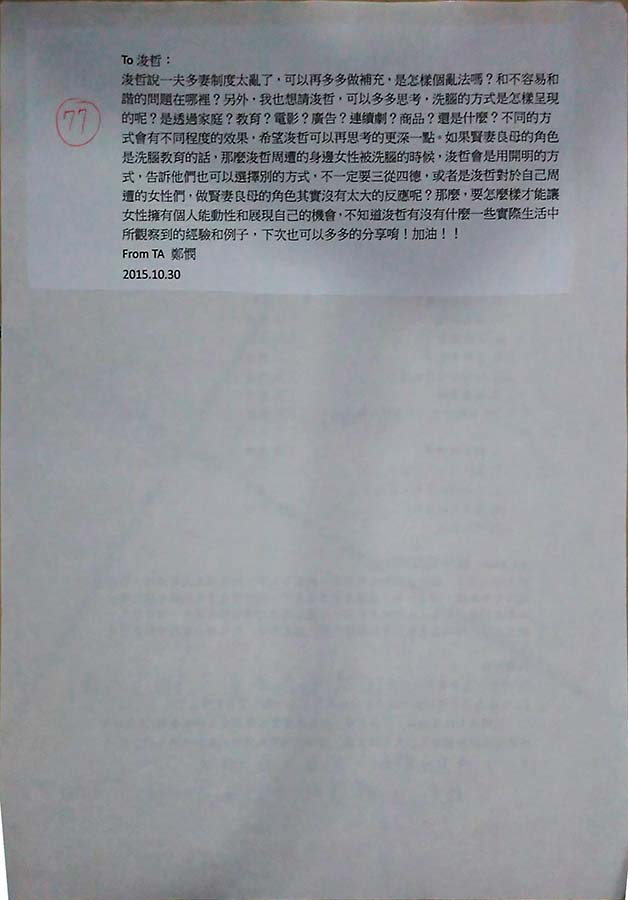 To 浚哲：
浚哲說一夫多妻制度太亂了，可以再多多做補充，是怎樣個亂法嗎？和不容易和
諧的問題在哪裡？另外，我也想請浚哲，可以多多思考，洗腦的方式是怎樣呈現
的呢？是透過家庭？教育？電影？廣告？連續劇？商品？還是什麼？不同的方
式會有不同程度的效果，希望浚哲可以再思考的更深一點。如果賢妻良母的角色
是洗腦教育的話，那麼浚哲周遭的身邊女性被洗腦的時候，浚哲會是用開明的方
式，告訴他們也可以選擇別的方式，不一定要三從四德，或者是浚哲對於自己周
遭的女性們，做賢妻良母的角色其實沒有太大的反應呢？那麼，要怎麼樣才能讓
女性擁有個人能動性和展現自己的機會，不知道浚哲有沒有什麼一些實際生活中
所觀察到的經驗和例子，下次也可以多多的分享唷！加油！！
From TA 鄭憫
2015.10.30
77